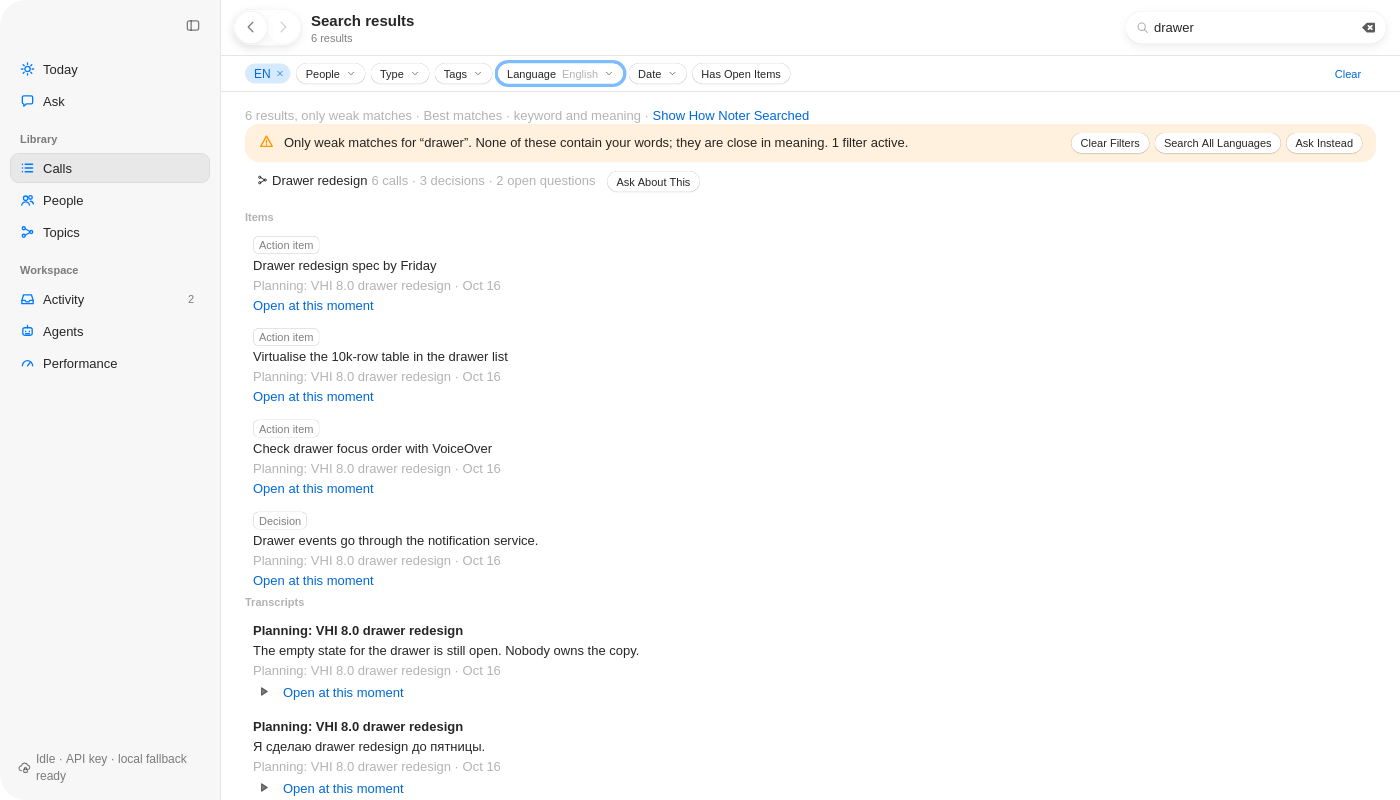 Search results
6 results
drawer
Today
Ask
Library
Calls
People
Topics
Workspace
Activity 2
Agents
Performance
Idle · API key · local fallback
ready
EN × People Type Tags Language English Date Has Open Items Clear
6 results, only weak matches · Best matches · keyword and meaning · Show How Noter Searched
Only weak matches for “drawer”. None of these contain your words; they are close in meaning. 1 filter active. Clear Filters Search All Languages Ask Instead
Drawer redesign 6 calls · 3 decisions · 2 open questions Ask About This
Items
Action item
Drawer redesign spec by Friday
Planning: VHI 8.0 drawer redesign · Oct 16
Open at this moment
Action item
Virtualise the 10k-row table in the drawer list
Planning: VHI 8.0 drawer redesign · Oct 16
Open at this moment
Action item
Check drawer focus order with VoiceOver
Planning: VHI 8.0 drawer redesign · Oct 16
Open at this moment
Decision
Drawer events go through the notification service.
Planning: VHI 8.0 drawer redesign · Oct 16
Open at this moment
Transcripts
Planning: VHI 8.0 drawer redesign
The empty state for the drawer is still open. Nobody owns the copy.
Planning: VHI 8.0 drawer redesign · Oct 16
Open at this moment
Planning: VHI 8.0 drawer redesign
Я сделаю drawer redesign до пятницы.
Planning: VHI 8.0 drawer redesign · Oct 16
Open at this moment